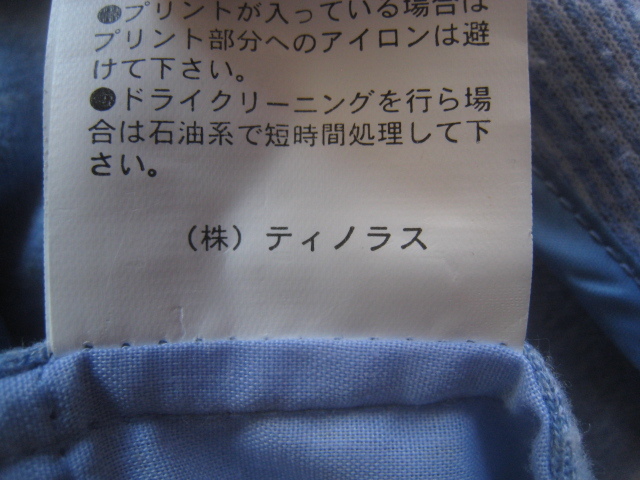 ●プリントが入っている場合は
プリント部分へのアイロンは避
けて下さい。
●ドライクリーニングを行ら場
合は石油系で短時間処理して下
さい。
（株）ティノラス